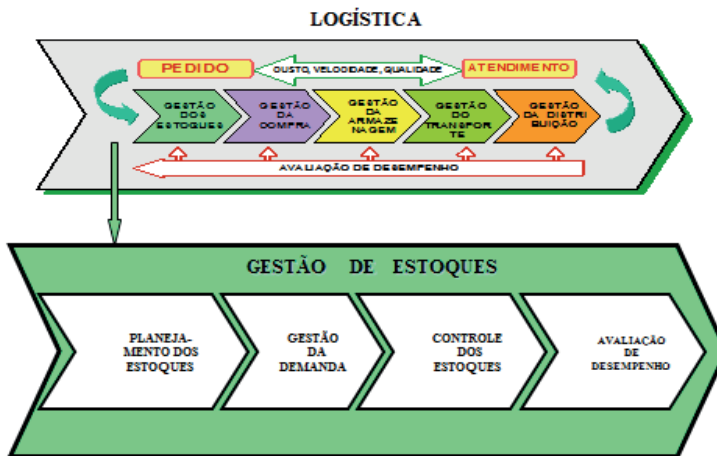 LOGÍSTICA
PEDIDO
CUSTO, VELOCIDADE, QUALIDADE
ATENDIMENTO
GESTÃO
DOS
ESTOQUES
GESTÃO
DA
COMPRA
GESTÃO
DA
ARMAZE
NAGEM
GESTÃO
DO
TRANSPOR
TE
GESTÃO
DA DISTRI
BUIÇÃO
AVALIAÇÃO DE DESEMPENHO
GESTÃO DE ESTOQUES
PLANEJA-
MENTO DOS
ESTOQUES
GESTÃO
DA
DEMANDA
CONTROLE
DOS
ESTOQUES
AVALIAÇÃO
DE
DESEMPENHO